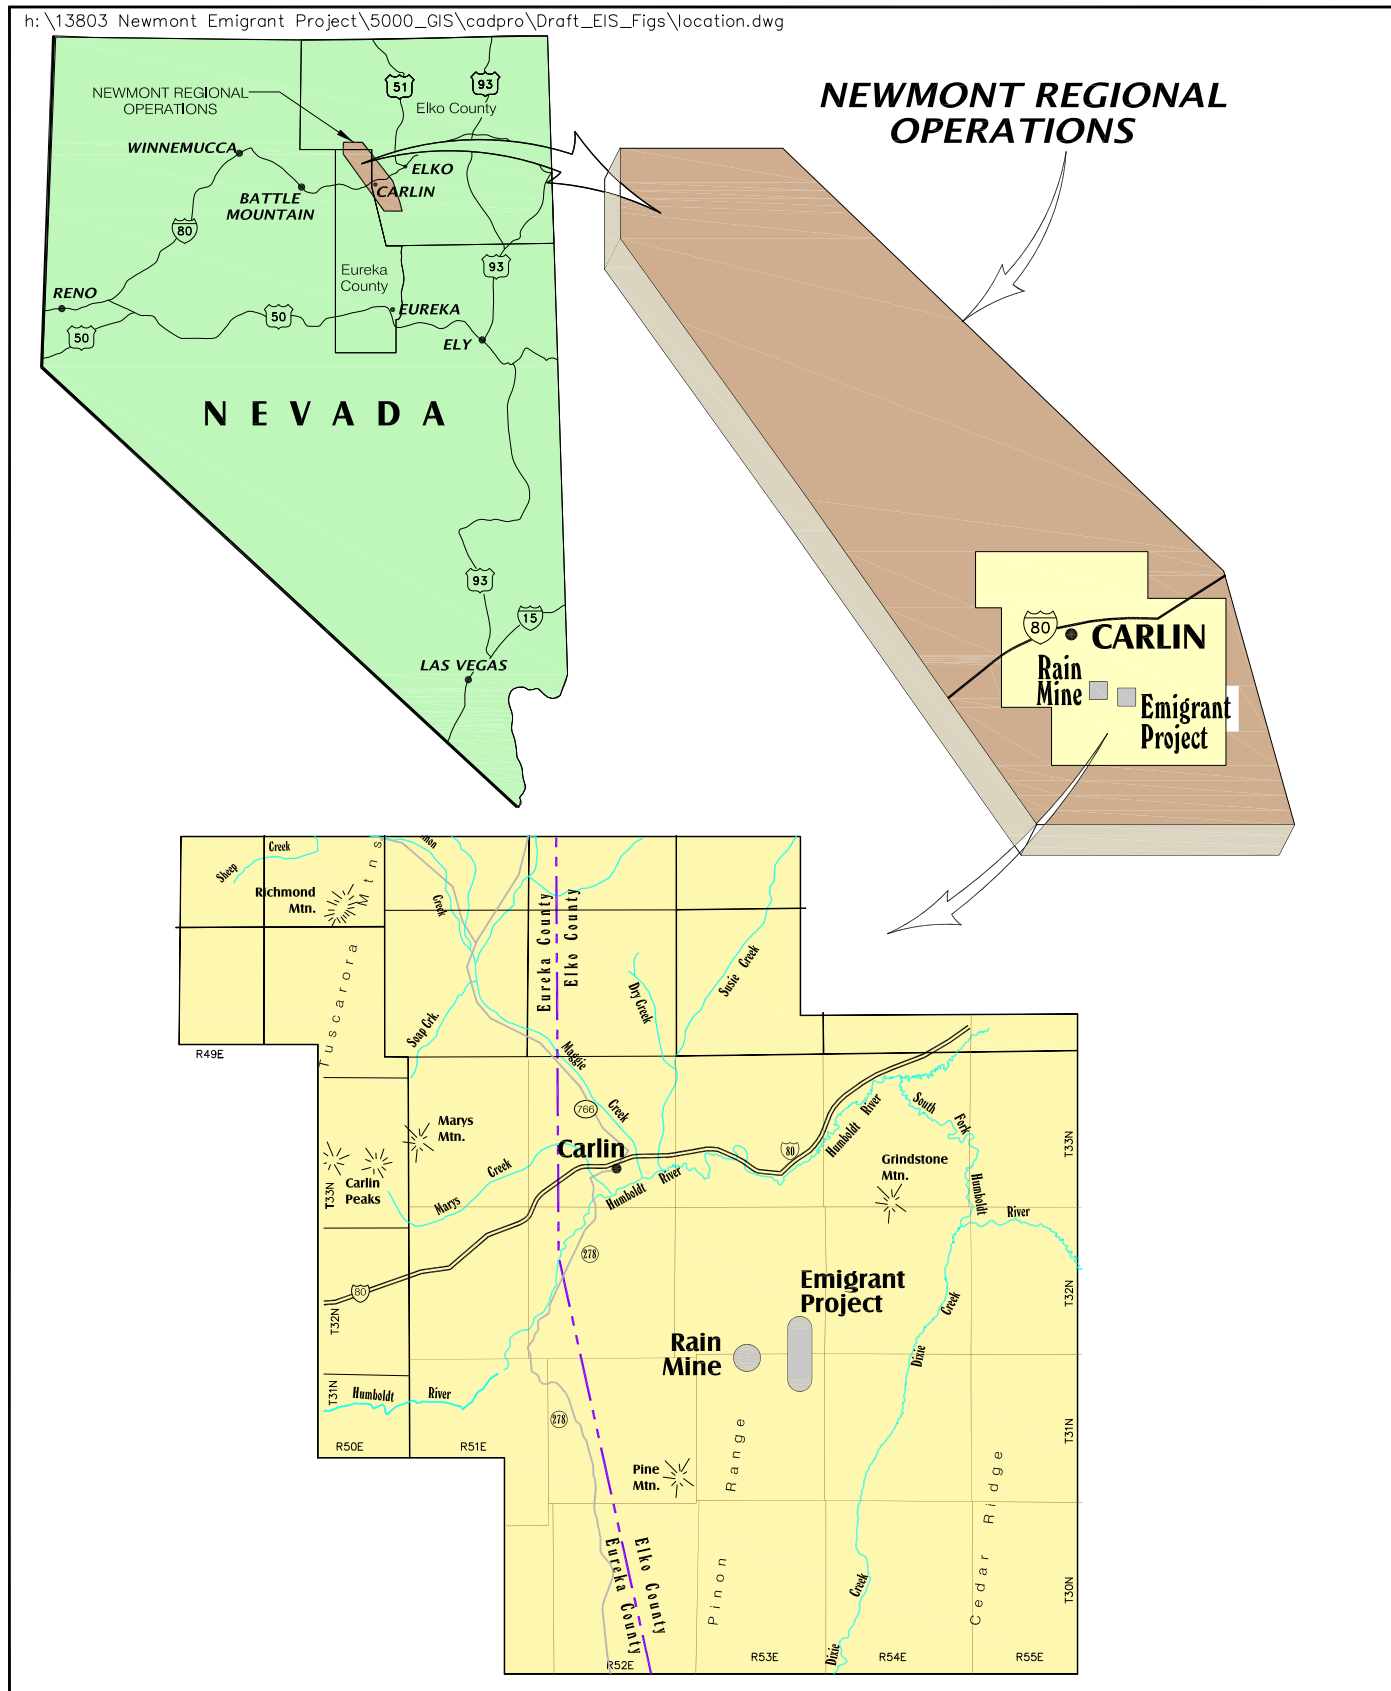 h:\13803 Newmont Emigrant Project\5000_GIS\cadpro\Draft_EIS_Figs\location.dwg
NEWMONT REGIONAL
OPERATIONS
51
93
Elko County
WINNEMUCCA
ELKO
CARLIN
BATTLE
MOUNTAIN
80
93
Eureka
County
RENO
EUREKA
50
50
ELY
NEVADA
93
15
LAS VEGAS
NEWMONT REGIONAL
OPERATIONS
80
CARLIN
Rain
Mine
Emigrant
Project
Sheep
Creek
Richmond
Mtn.
Tuscarora Mtns
Creek
Eureka County
Elko County
Susie Creek
Dry Creek
Soap Crk.
R49E
Maggie
Creek
766
Marys
Mtn.
Carlin
80
Humboldt River
South
Fork
Humboldt
River
T33N
Grindstone
Mtn.
Carlin
Peaks
T33N
Marys
Creek
Humboldt
River
278
80
T32N
Emigrant
Project
Rain
Mine
Creek
Dixie
T32N
T31N
Humboldt
River
278
R50E
R51E
Pine
Mtn.
Pinon Range
Cedar Ridge
T31N
Elko County
Eureka County
Creek
Dixie
T30N
R52E
R53E
R54E
R55E